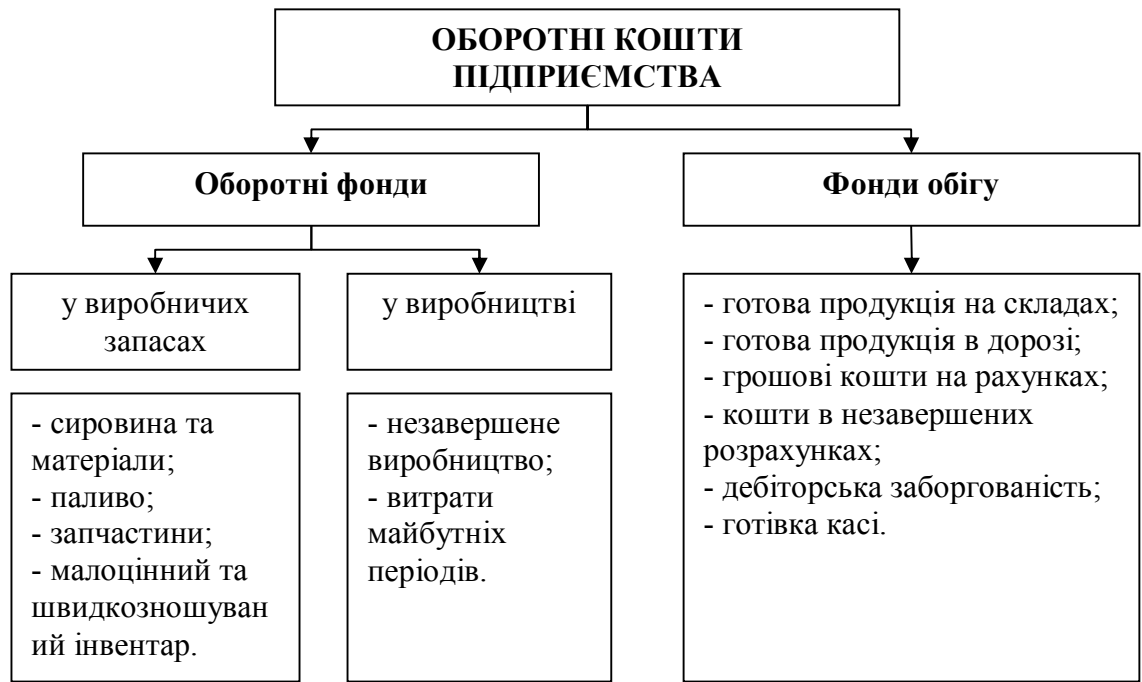 ОБОРОТНІ КОШТИ
ПІДПРИЄМСТВА
Оборотні фонди
Фонди обігу
у виробничих
запасах
у виробництві
- сировина та
матеріали;
- паливо;
- запчастини;
- малоцінний та
швидкозношуван
ий інвентар.
- незавершене
виробництво;
- витрати
майбутніх
періодів.
- готова продукція на складах;
- готова продукція в дорозі;
- грошові кошти на рахунках;
- кошти в незавершених
розрахунках;
- дебіторська заборгованість;
- готівка касі.